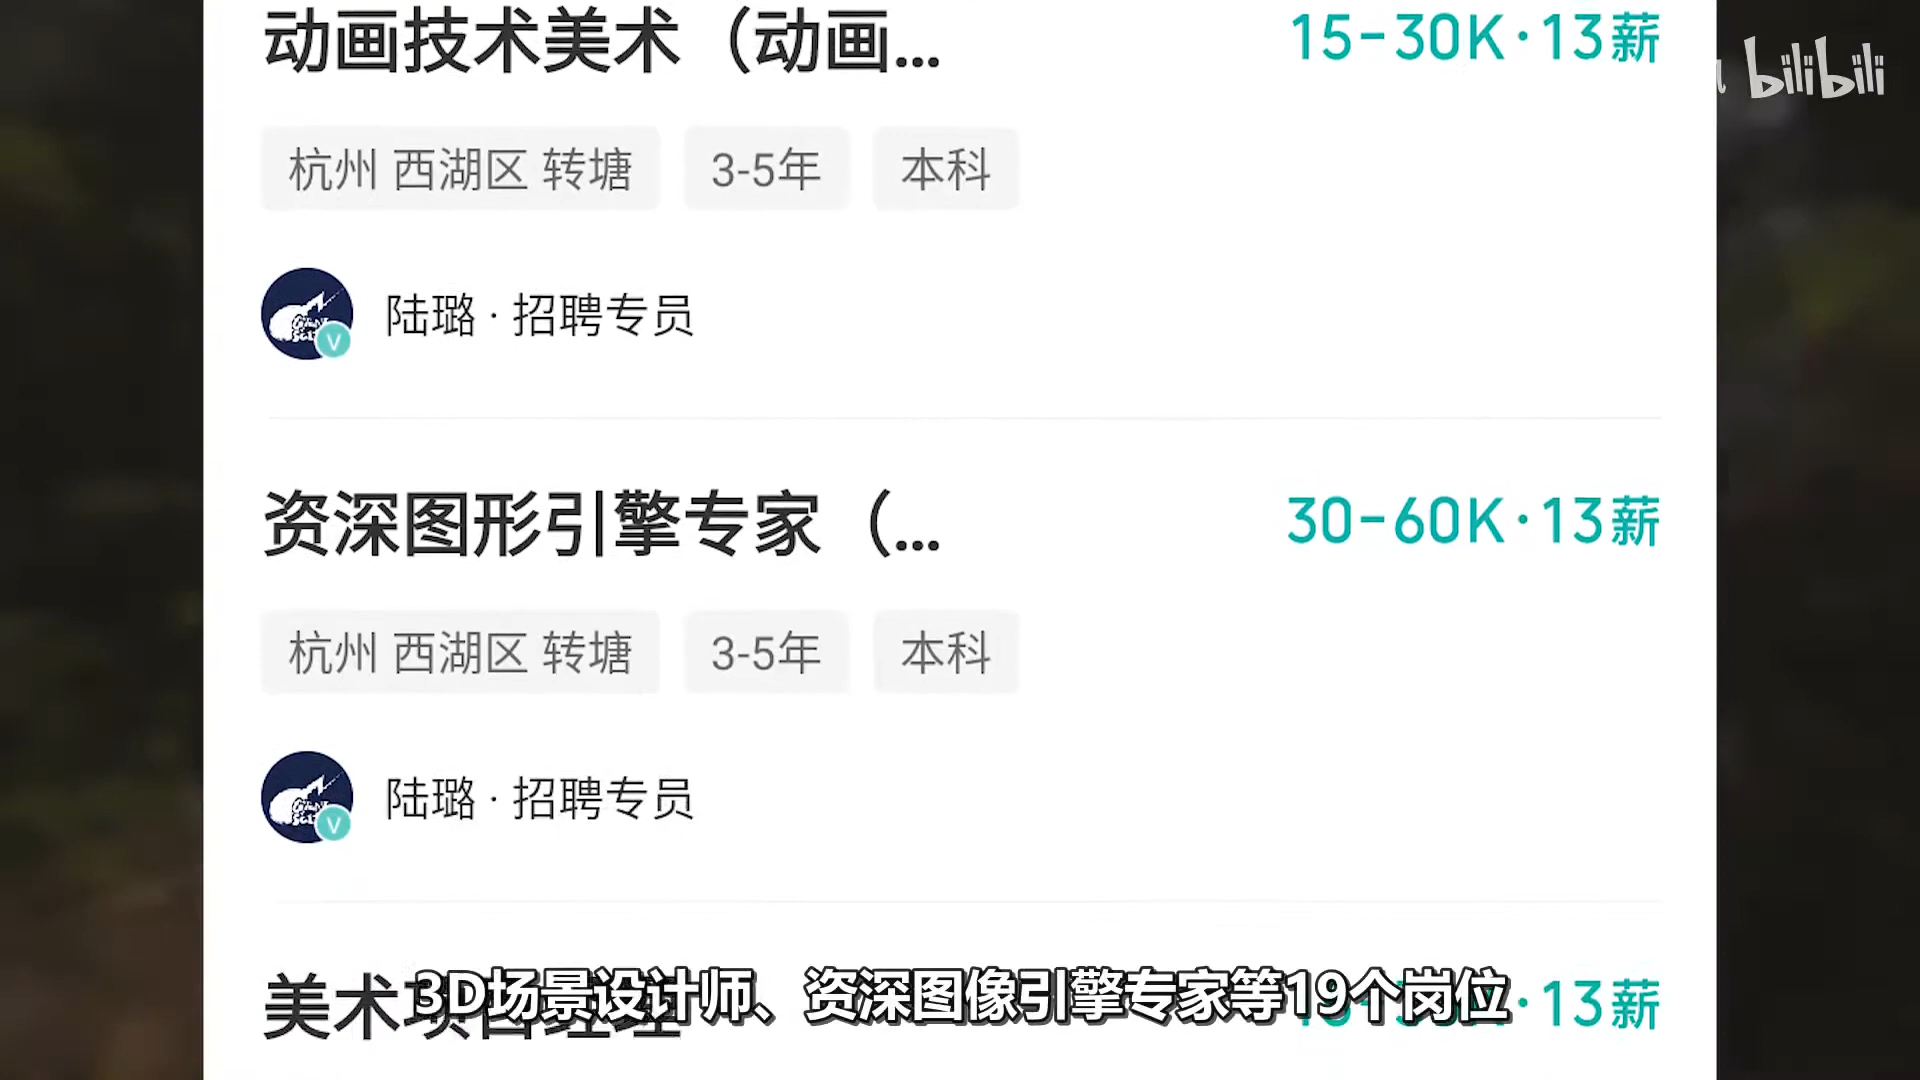 动画技术美术（动画...
15-30K·13薪
bilibili
杭州 西湖区 转塘
3-5年
本科
陆璐 · 招聘专员
资深图形引擎专家（...
30-60K·13薪
杭州 西湖区 转塘
3-5年
本科
陆璐 · 招聘专员
美术项目经理
·13薪
3D场景设计师、资深图像引擎专家等19个岗位